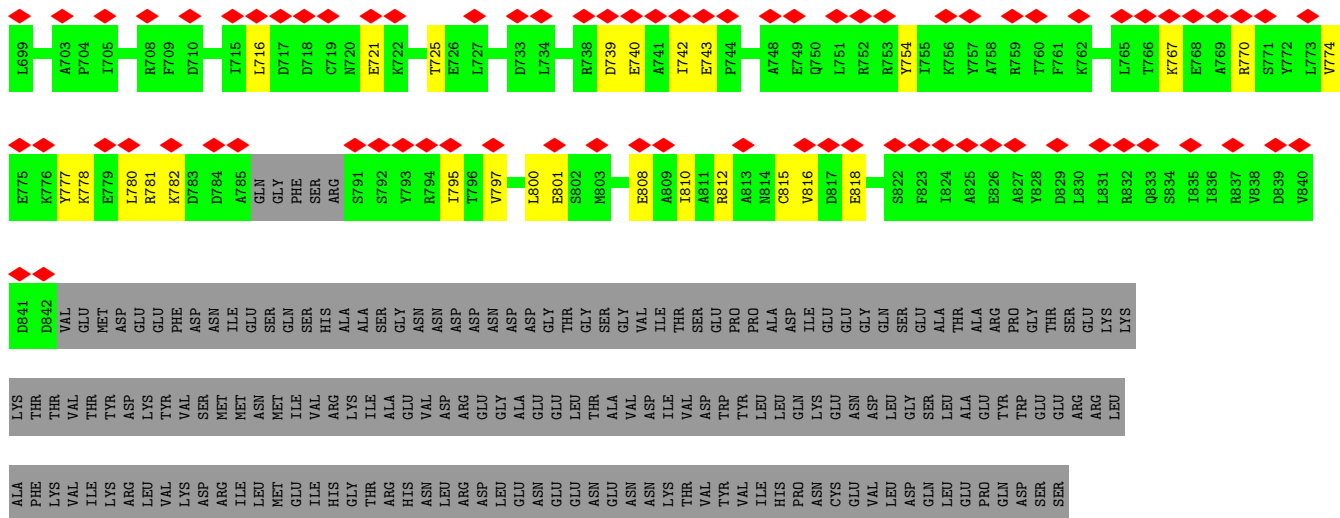 L699 A703 P704 I705 R708 F709 D710 I715 L716 D717 D718 C719 N720 E721 K722 T725 E726 L727 D733 L734 R738 D739 E740 A741 I742 E743 P744 A748 E749 Q750 L751 R752 R753 Y754 I755 K756 Y757 A758 R759 T760 F761 K762 L765 T766 K767 E768 A769 R770 S771 Y772 L773 V774
E775 K776 Y777 K778 E779 L780 R781 K782 D783 D784 A785 GLN GLY PHE SER ARG S791 S792 Y793 R794 I795 T796 V797 L800 E801 S802 M803 E808 A809 I810 A811 R812 A813 N814 C815 V816 D817 E818 S822 F823 I824 A825 E826 A827 Y828 D829 L830 L831 R832 Q833 S834 I835 I836 R837 V838 D839 V840
D841 D842 VAL GLU MET ASP GLU GLU PHE ASP ASN ILE GLU SER GLN SER HIS ALA ALA SER GLY ASN ASN ASP ASP ASN ASP ASP GLY THR GLY SER GLY VAL ILE THR SER GLU PRO PRO ALA ASP ILE GLU GLU GLY GLN SER GLU ALA THR ALA ARG PRO GLY THR SER GLU LYS LYS
LYS THR THR VAL THR TYR ASP LYS TYR VAL SER MET MET ASN MET ILE VAL ARG LYS ILE ALA GLU VAL ASP ARG GLU GLY ALA GLU GLU LEU THR ALA VAL ASP ILE VAL ASP TRP TYR LEU LEU GLN LYS GLU ASN ASP LEU GLY SER LEU ALA GLU TYR TRP GLU GLU ARG ARG LEU
ALA PHE LYS VAL ILE LYS ARG LEU VAL LYS ASP ARG ILE LEU MET GLU ILE HIS GLY THR ARG HIS ASN LEU ARG ASP LEU GLU ASN GLU GLU ASN GLU ASN ASN LYS THR VAL TYR VAL ILE HIS PRO ASN CYS GLU VAL LEU ASP GLN LEU GLU PRO GLN ASP SER SER